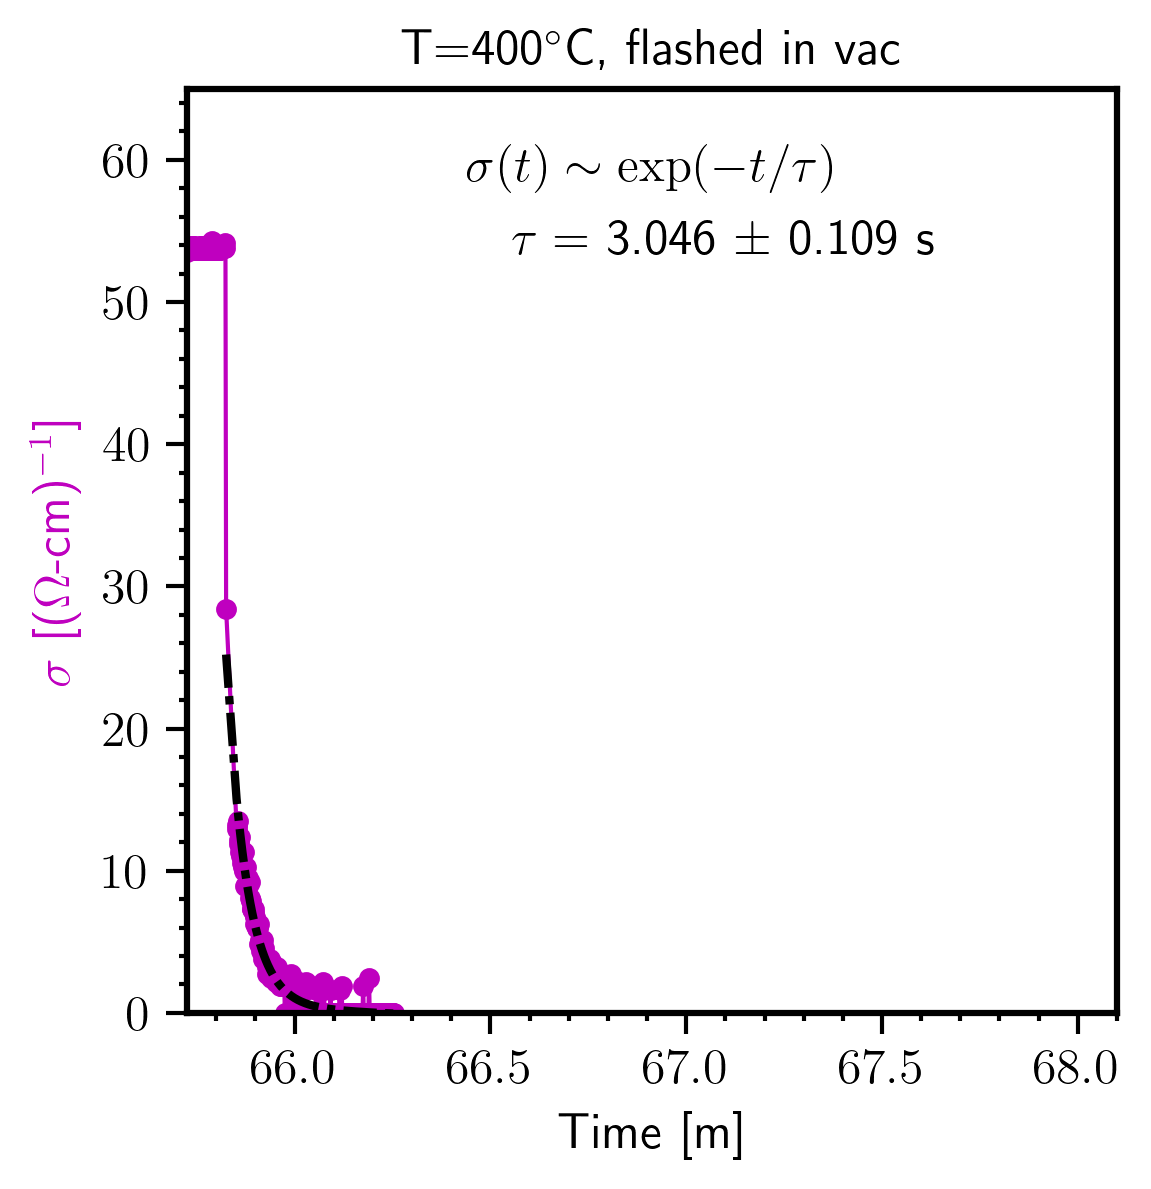 T=400°C, flashed in vac
σ(t) ∼ exp(−t/τ)
τ = 3.046 ± 0.109 s
60
50
40
30
20
10
0
σ [(Ω-cm)⁻¹]
66.0 66.5 67.0 67.5 68.0
Time [m]